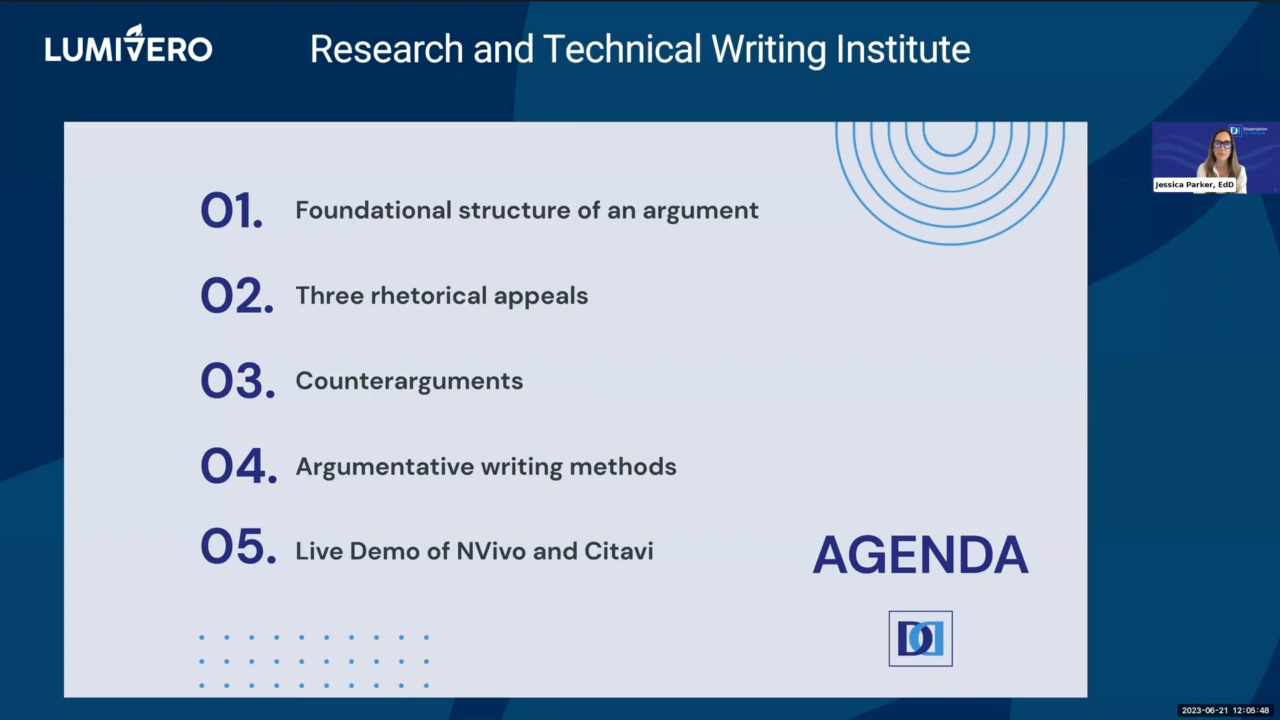 LUMIVERO
Research and Technical Writing Institute
01. Foundational structure of an argument
02. Three rhetorical appeals
03. Counterarguments
04. Argumentative writing methods
05. Live Demo of NVivo and Citavi
AGENDA
Jessica Parker, EdD
2023-06-21 12:05:48